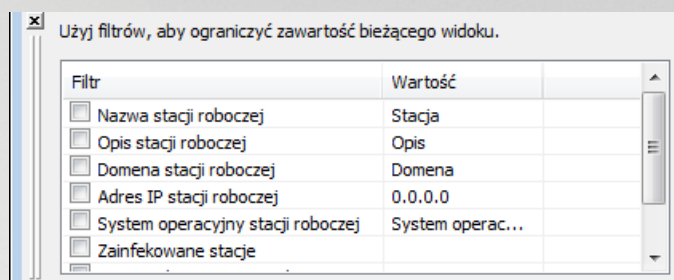 Użyj filtrów, aby ograniczyć zawartość bieżącego widoku.
Filtr Wartość
Nazwa stacji roboczej Stacja
Opis stacji roboczej Opis
Domena stacji roboczej Domena
Adres IP stacji roboczej 0.0.0.0
System operacyjny stacji roboczej System operac...
Zainfekowane stacje